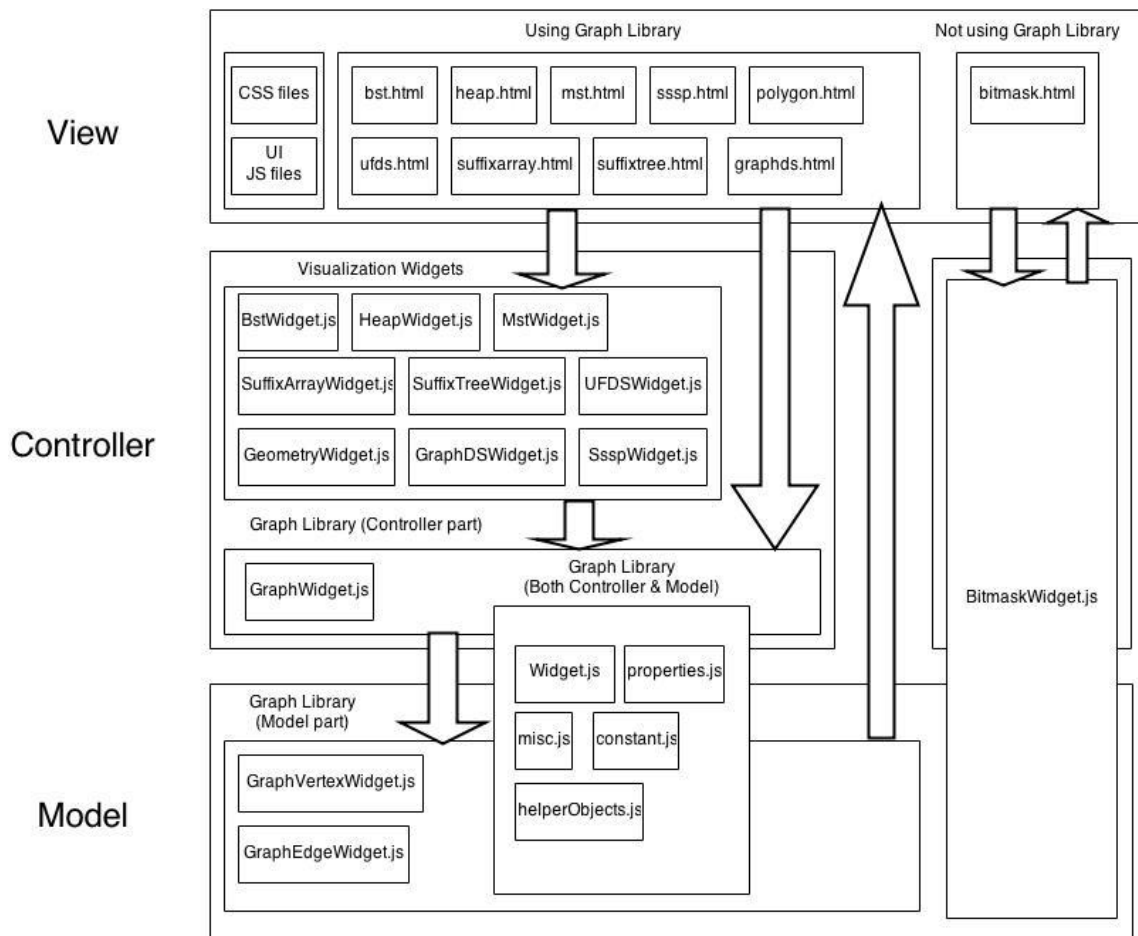 Using Graph Library
Not using Graph Library
View
CSS files
UI
JS files
bst.html
heap.html
mst.html
sssp.html
polygon.html
ufds.html
suffixarray.html
suffixtree.html
graphds.html
bitmask.html
Controller
Visualization Widgets
BstWidget.js
HeapWidget.js
MstWidget.js
SuffixArrayWidget.js
SuffixTreeWidget.js
UFDSWidget.js
GeometryWidget.js
GraphDSWidget.js
SsspWidget.js
Graph Library (Controller part)
GraphWidget.js
Graph Library
(Both Controller & Model)
Widget.js
properties.js
misc.js
constant.js
helperObjects.js
BitmaskWidget.js
Model
Graph Library
(Model part)
GraphVertexWidget.js
GraphEdgeWidget.js